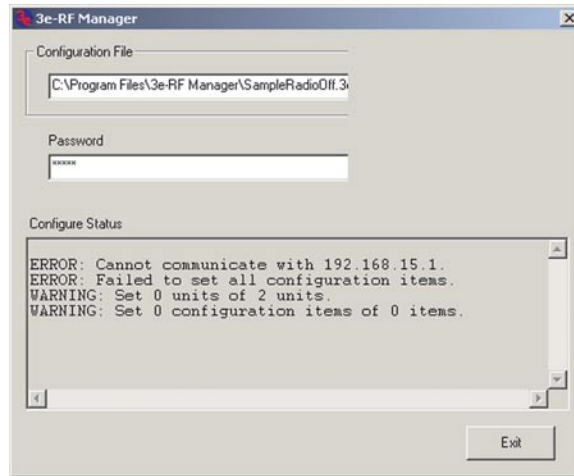 3e-RF Manager
Configuration File
C:\Program Files\3e-RF Manager\SampleRadioOff.3e
Password
*****
Configure Status
ERROR: Cannot communicate with 192.168.15.1.
ERROR: Failed to set all configuration items.
WARNING: Set 0 units of 2 units.
WARNING: Set 0 configuration items of 0 items.
Exit